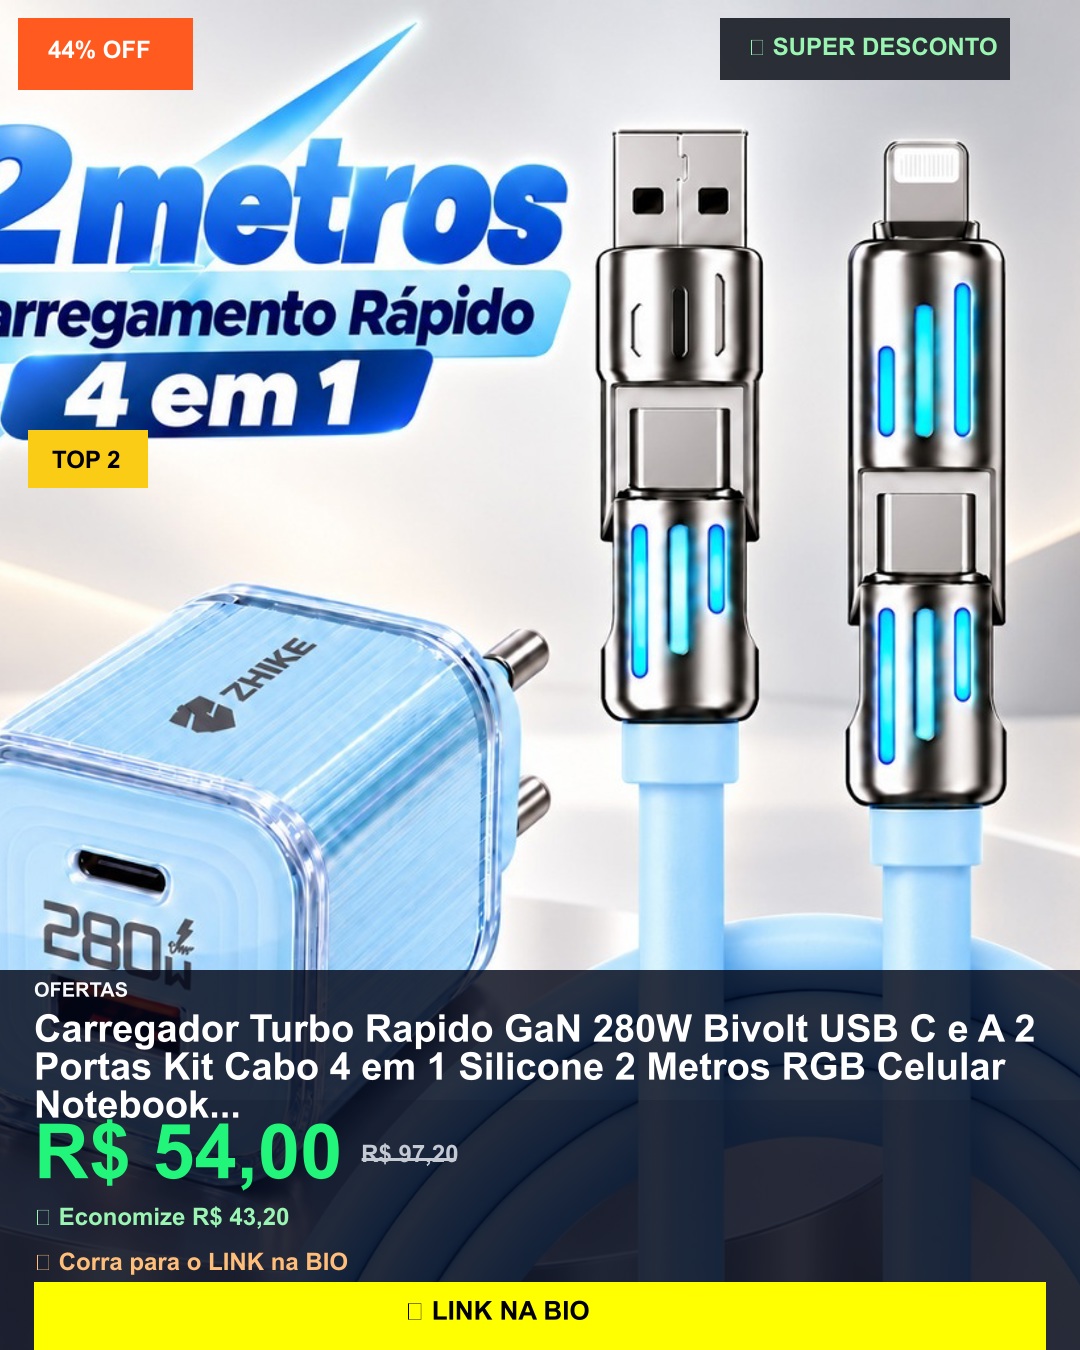 44% OFF
SUPER DESCONTO
2 metros
arregamento Rápido
4 em 1
TOP 2
ZHIKE
280W
OFERTAS
Carregador Turbo Rapido GaN 280W Bivolt USB C e A 2
Portas Kit Cabo 4 em 1 Silicone 2 Metros RGB Celular
Notebook...
R$ 54,00 R$ 97,20
Economize R$ 43,20
Corra para o LINK na BIO
LINK NA BIO